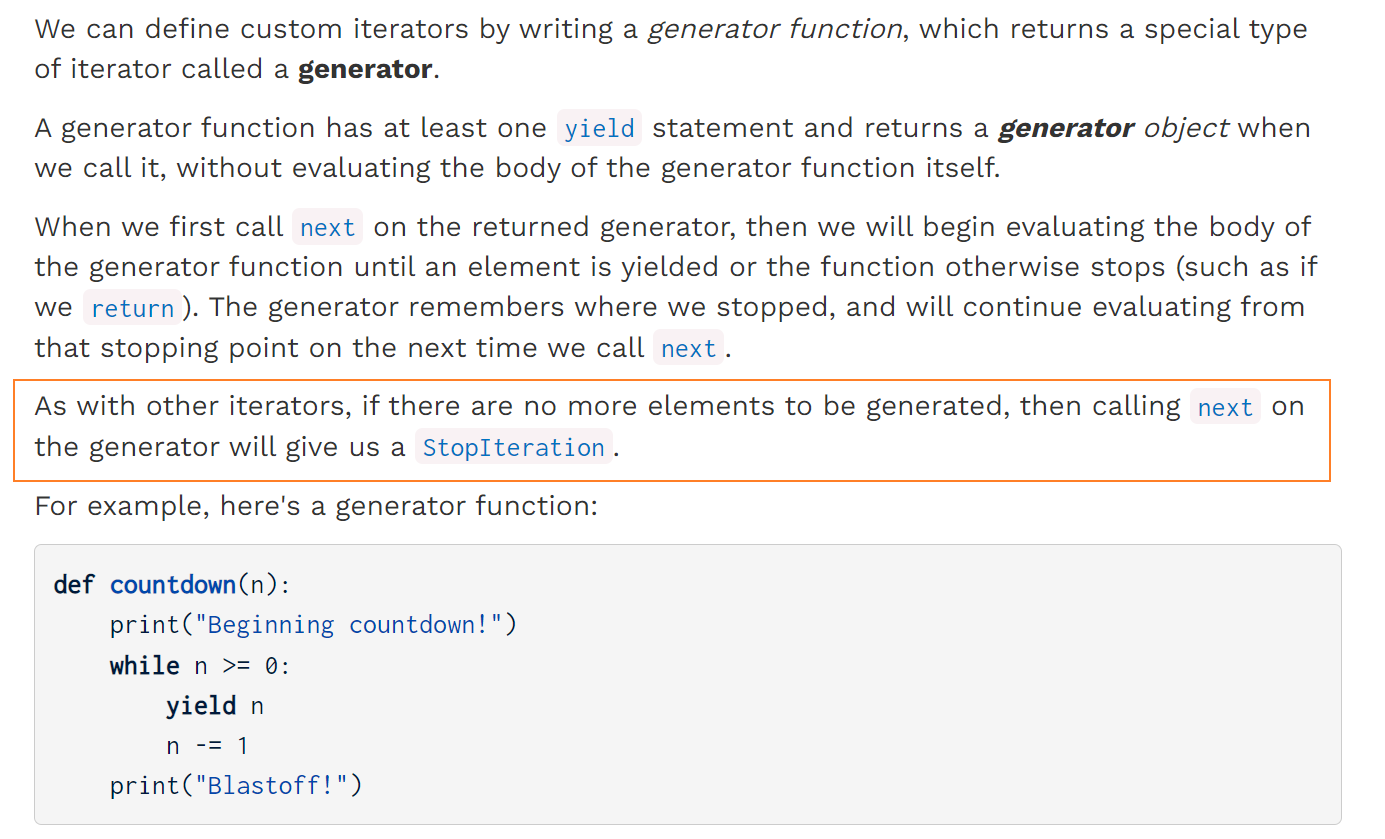 We can define custom iterators by writing a generator function, which returns a special type
of iterator called a generator.
A generator function has at least one yield statement and returns a generator object when
we call it, without evaluating the body of the generator function itself.
When we first call next on the returned generator, then we will begin evaluating the body of
the generator function until an element is yielded or the function otherwise stops (such as if
we return). The generator remembers where we stopped, and will continue evaluating from
that stopping point on the next time we call next.
As with other iterators, if there are no more elements to be generated, then calling next on
the generator will give us a StopIteration.
For example, here's a generator function:
def countdown(n):
    print("Beginning countdown!")
    while n >= 0:
        yield n
        n -= 1
    print("Blastoff!")